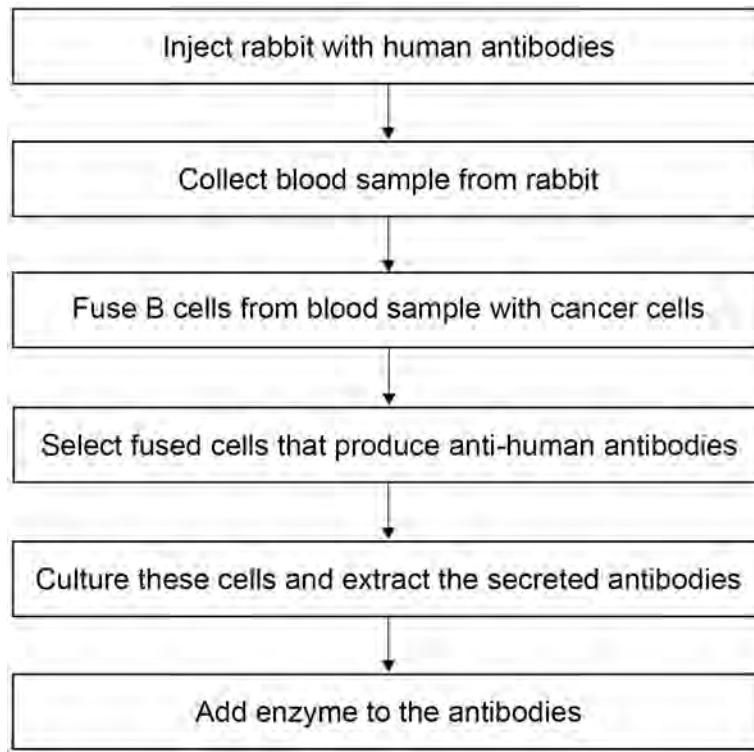 Inject rabbit with human antibodies
Collect blood sample from rabbit
Fuse B cells from blood sample with cancer cells
Select fused cells that produce anti-human antibodies
Culture these cells and extract the secreted antibodies
Add enzyme to the antibodies